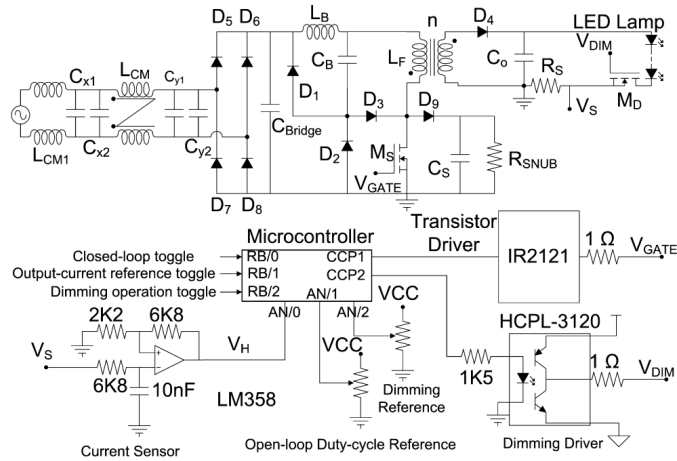 D5 D6 LB n D4 LED Lamp
VDIM
Cx1 LCM Cy1 CB LF Co RS
D1 VS MD
D3 D9
LCM1 Cx2 Cy2 CBridge
D2 MS CS RSNUB
VGATE
D7 D8
Transistor
Driver
Microcontroller
1 Ω VGATE
IR2121
Closed-loop toggle RB/0 CCP1
Output-current reference toggle RB/1 CCP2
Dimming operation toggle RB/2 AN/1
AN/0 AN/2
VCC
HCPL-3120
2K2 6K8
VS VH VCC
+
-
6K8 10nF
LM358
1K5
1 Ω VDIM
Dimming
Reference
Current Sensor
Open-loop Duty-cycle Reference
Dimming Driver